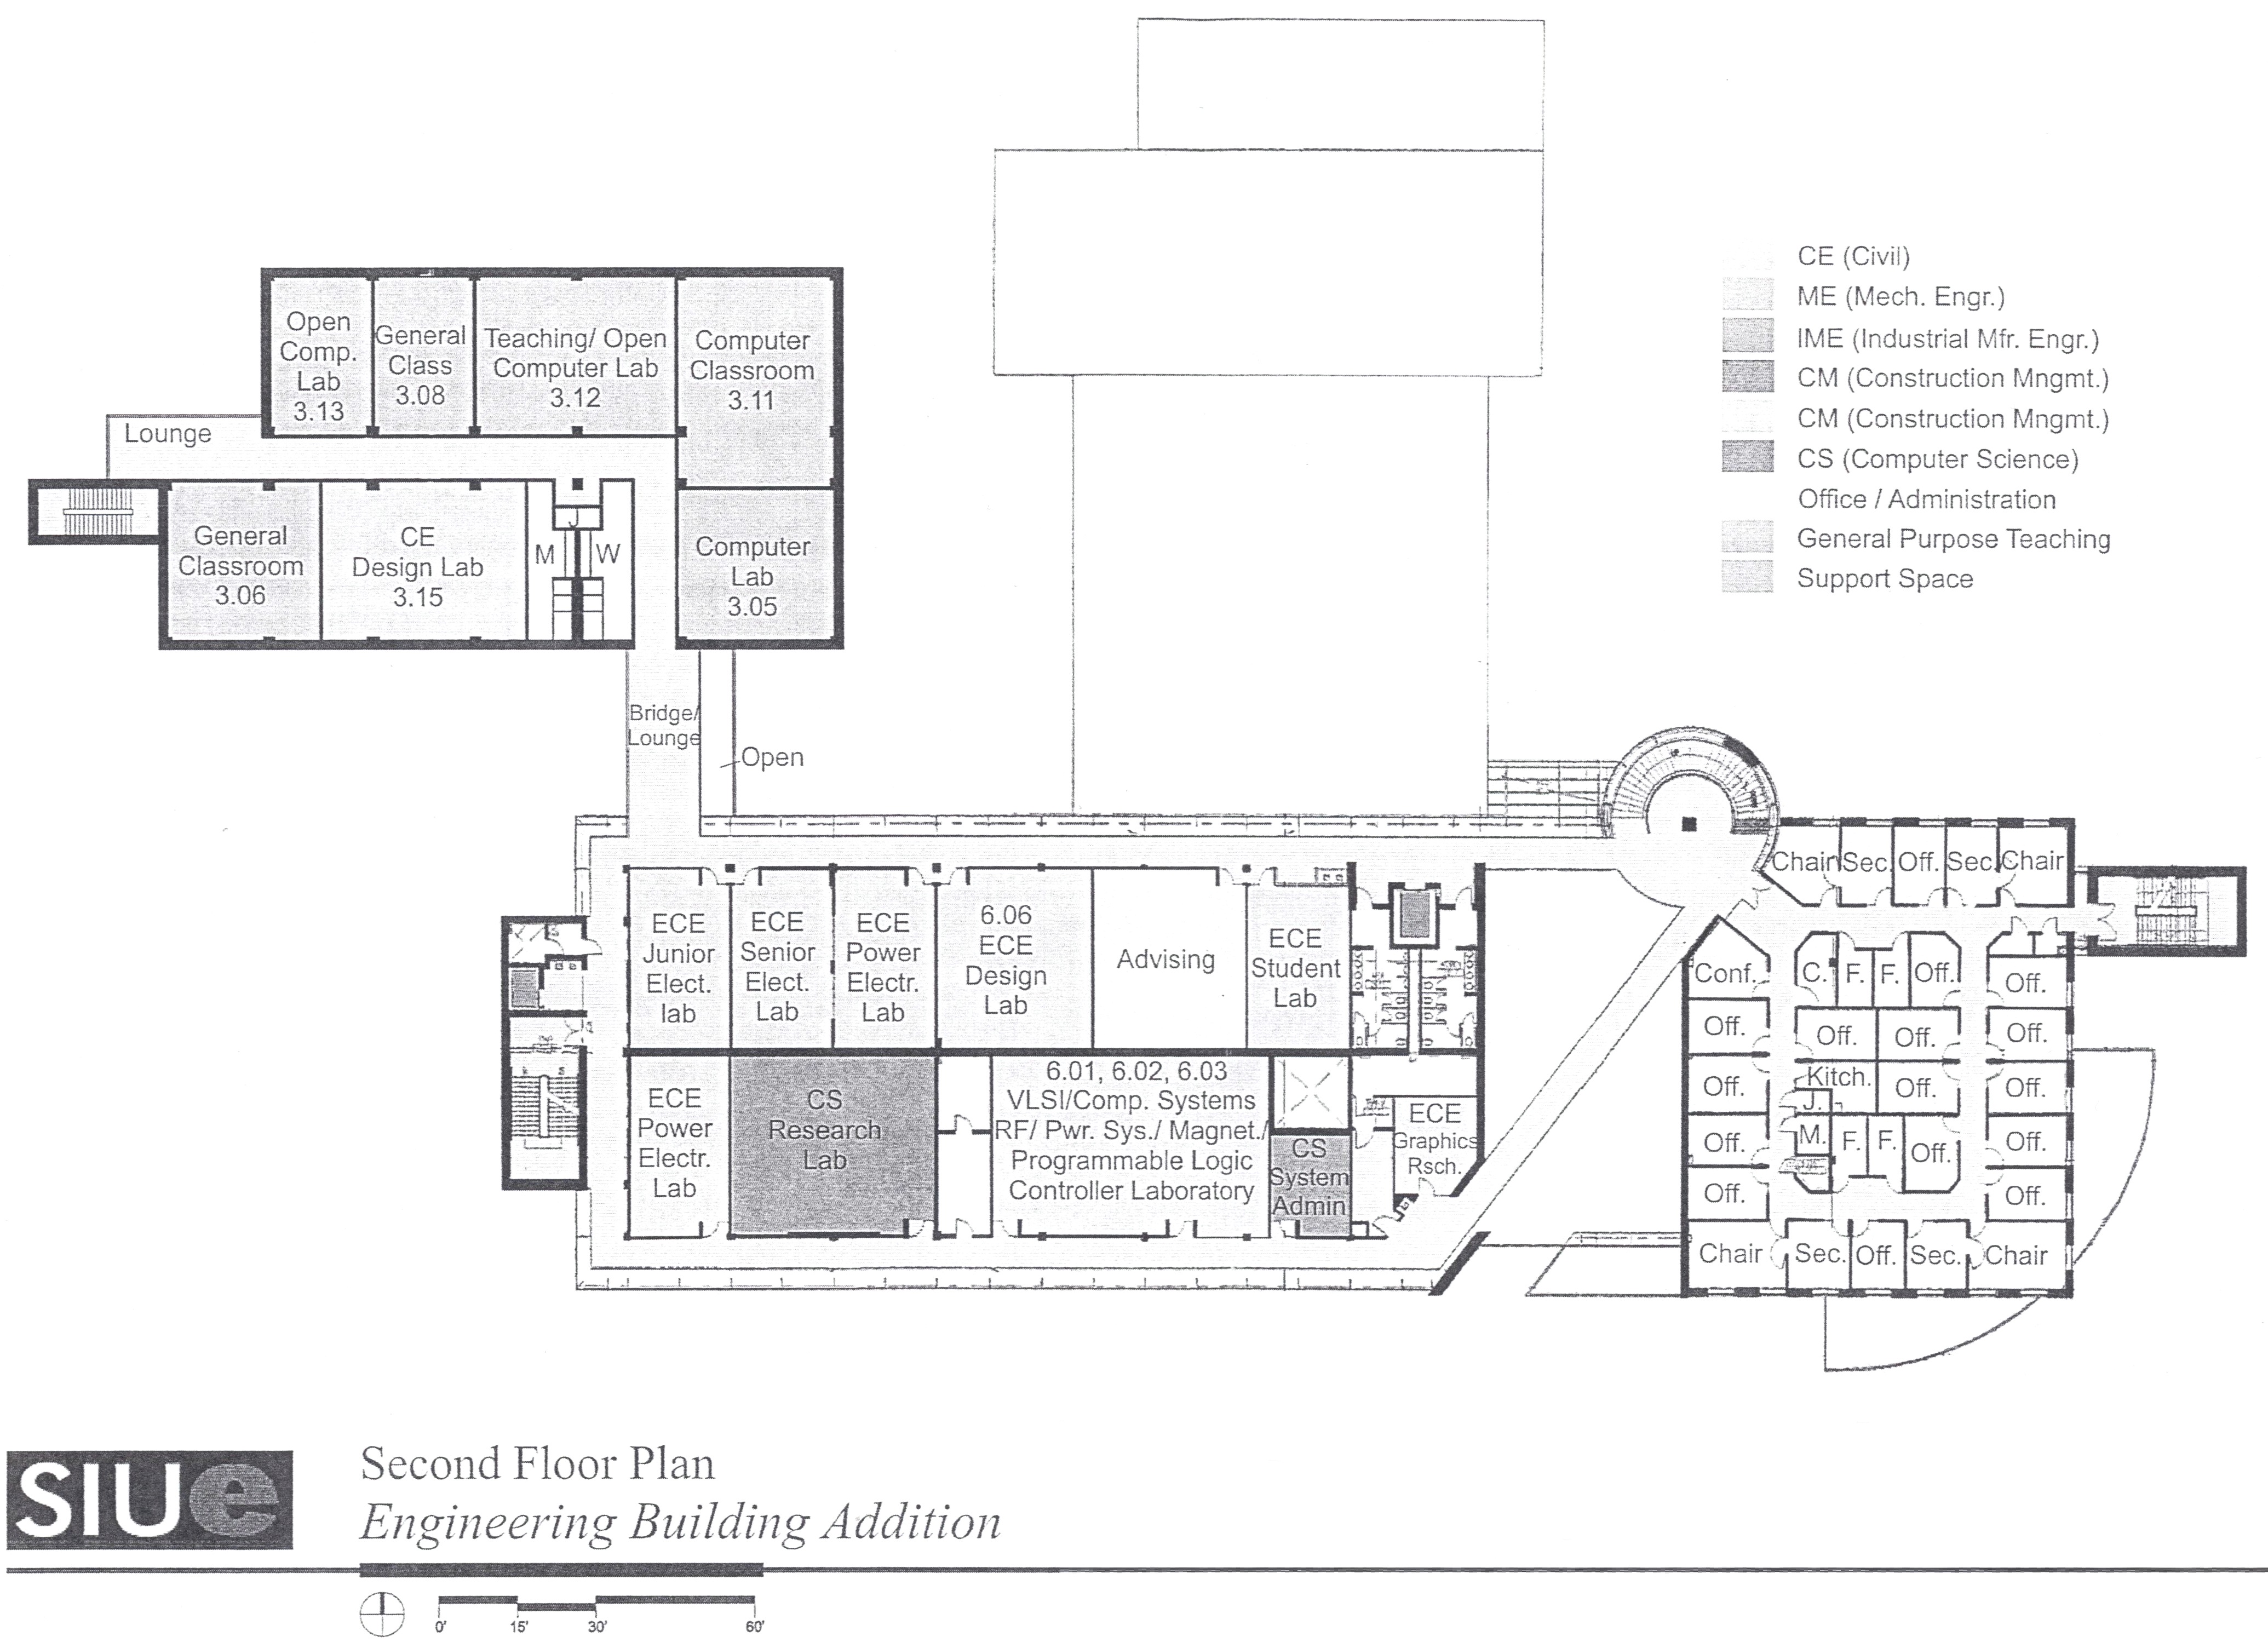 CE (Civil)
ME (Mech. Engr.)
IME (Industrial Mfr. Engr.)
CM (Construction Mngmt.)
CM (Construction Mngmt.)
CS (Computer Science)
Office / Administration
General Purpose Teaching
Support Space
Open
Comp.
Lab
3.13
General
Class
3.08
Teaching/ Open
Computer Lab
3.12
Computer
Classroom
3.11
Lounge
General
Classroom
3.06
CE
Design Lab
3.15
M
J
W
Computer
Lab
3.05
Bridge/
Lounge
Open
ECE
Junior
Elect.
lab
ECE
Senior
Elect.
Lab
ECE
Power
Electr.
Lab
6.06
ECE
Design
Lab
Advising
ECE
Student
Lab
ECE
Power
Electr.
Lab
CS
Research
Lab
6.01, 6.02, 6.03
VLSI/Comp. Systems
RF/ Pwr. Sys./ Magnet./
Programmable Logic
Controller Laboratory
CS
System
Admin
ECE
Graphics
Rsch.
Chair
Sec.
Off.
Sec.
Chair
Conf.
C.
F.
F.
Off.
Off.
Off.
Off.
Off.
Off.
Off.
Kitch.
Off.
Off.
J.
Off.
M.
F.
F.
Off.
Off.
Off.
Off.
Chair
Sec.
Off.
Sec.
Chair
SIUe
Second Floor Plan
Engineering Building Addition
0' 15' 30' 60'